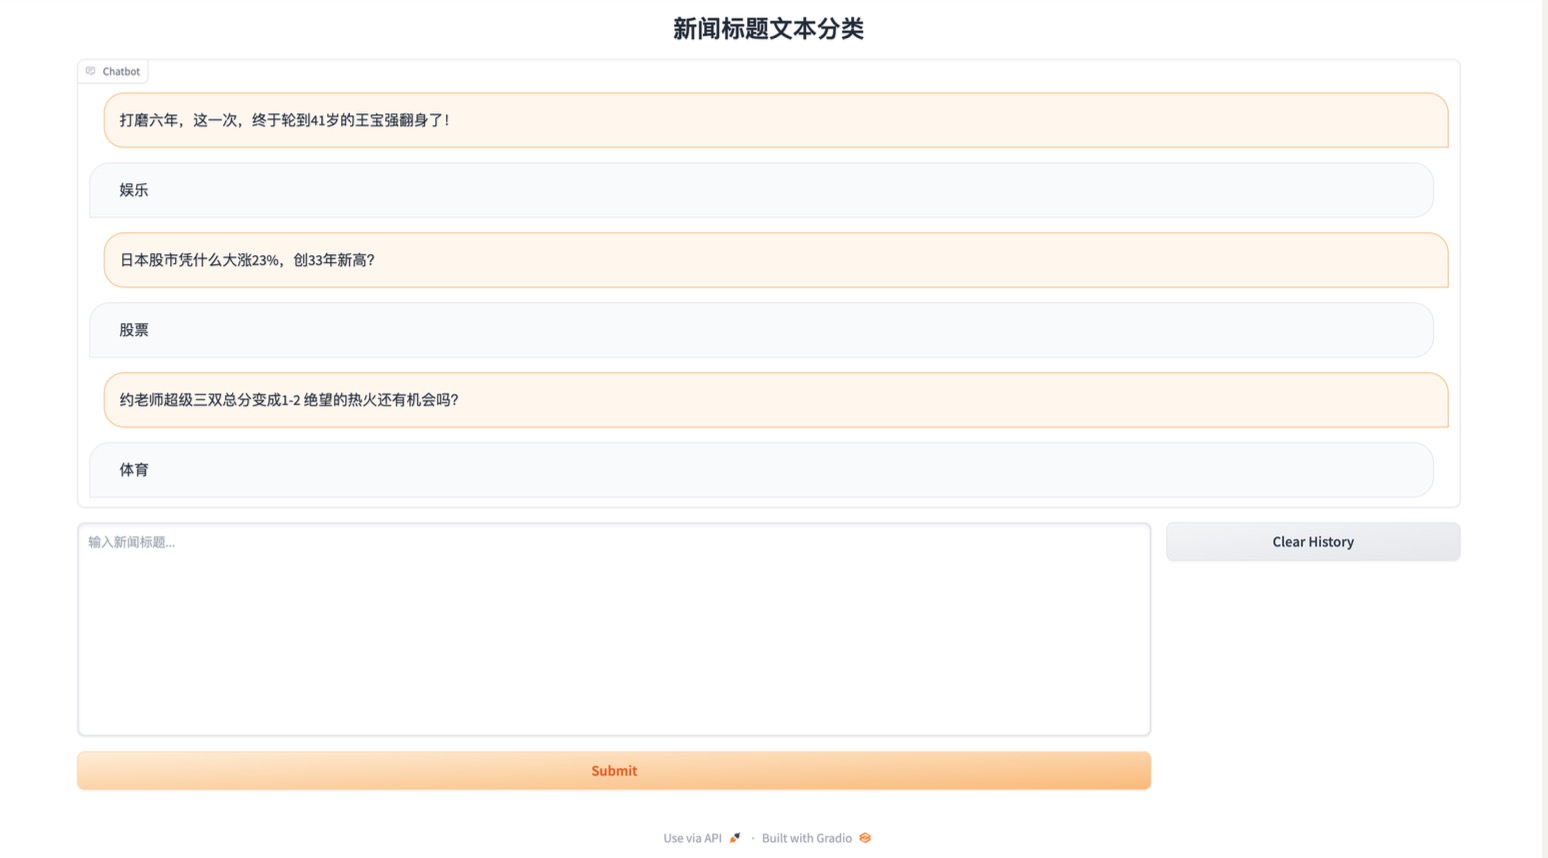 新闻标题文本分类
Chatbot
打磨六年，这一次，终于轮到41岁的王宝强翻身了！
娱乐
日本股市凭什么大涨23%，创33年新高？
股票
约老师超级三双总分变成1-2 绝望的热火还有机会吗？
体育
输入新闻标题...
Clear History
Submit
Use via API · Built with Gradio